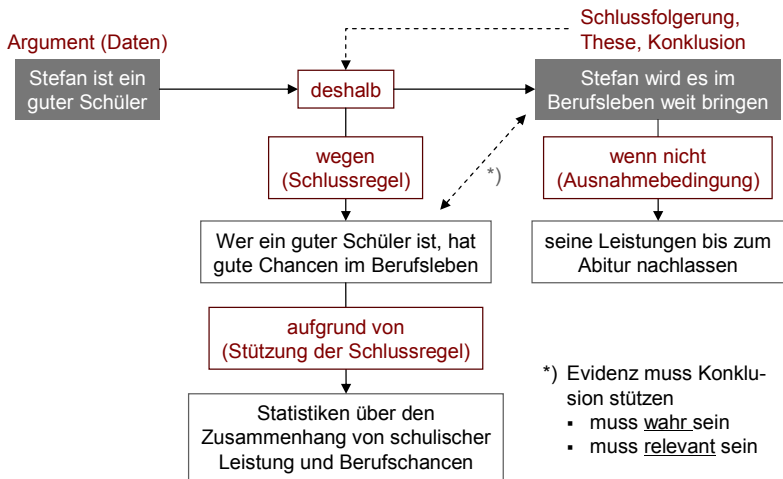 Schlussfolgerung,
These, Konklusion
Argument (Daten)
Stefan ist ein
guter Schüler
deshalb
Stefan wird es im
Berufsleben weit bringen
wegen
(Schlussregel)
*)
wenn nicht
(Ausnahmebedingung)
Wer ein guter Schüler ist, hat
gute Chancen im Berufsleben
seine Leistungen bis zum
Abitur nachlassen
aufgrund von
(Stützung der Schlussregel)
Statistiken über den
Zusammenhang von schulischer
Leistung und Berufschancen
*) Evidenz muss Konklu-
sion stützen
▪ muss wahr sein
▪ muss relevant sein